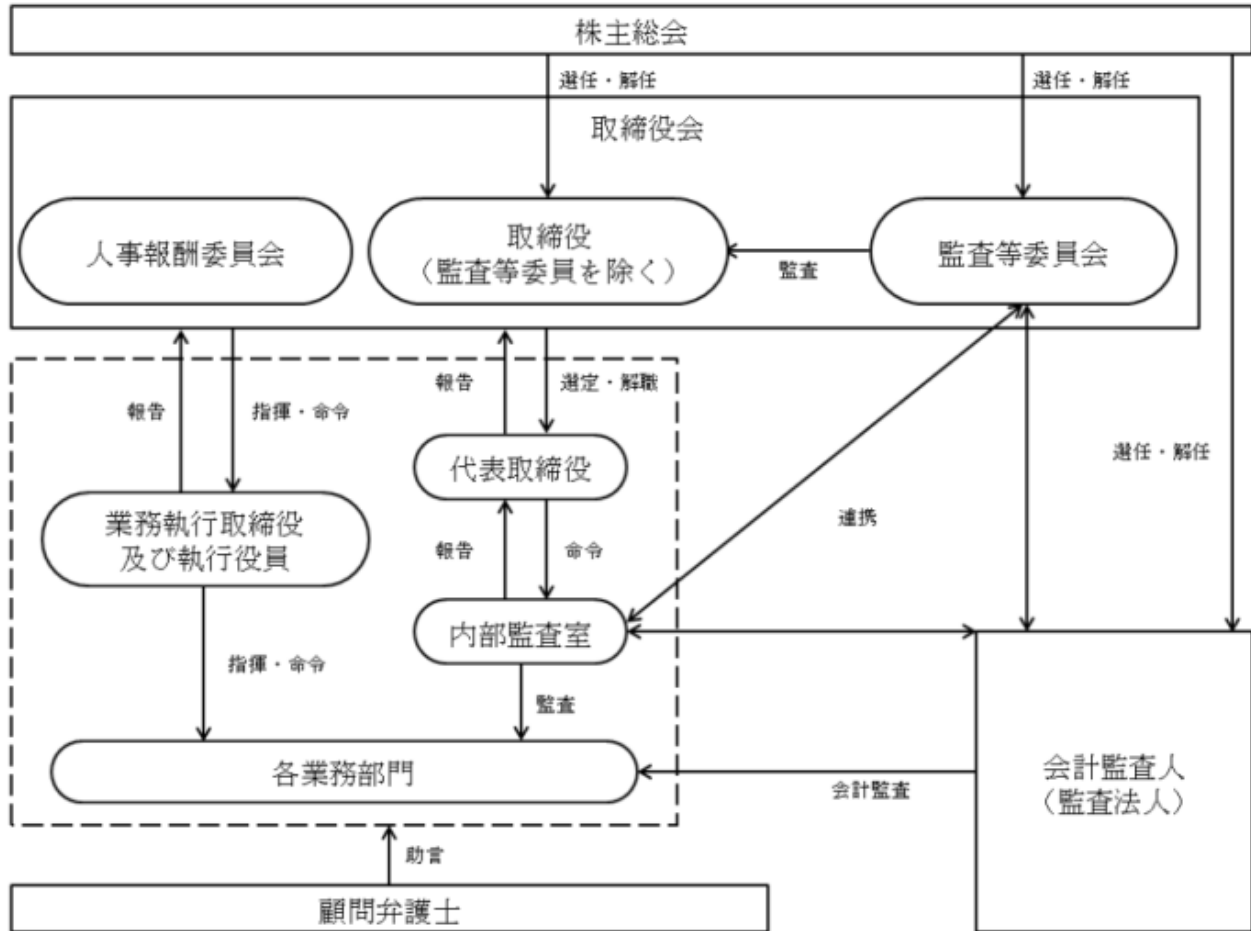 株主総会
選任・解任
選任・解任
取締役会
人事報酬委員会
取締役
（監査等委員を除く）
監査等委員会
監査
報告
指揮・命令
報告
選定・解職
選任・解任
代表取締役
業務執行取締役
及び執行役員
連携
報告
命令
内部監査室
指揮・命令
監査
各業務部門
会計監査
会計監査人
（監査法人）
助言
顧問弁護士